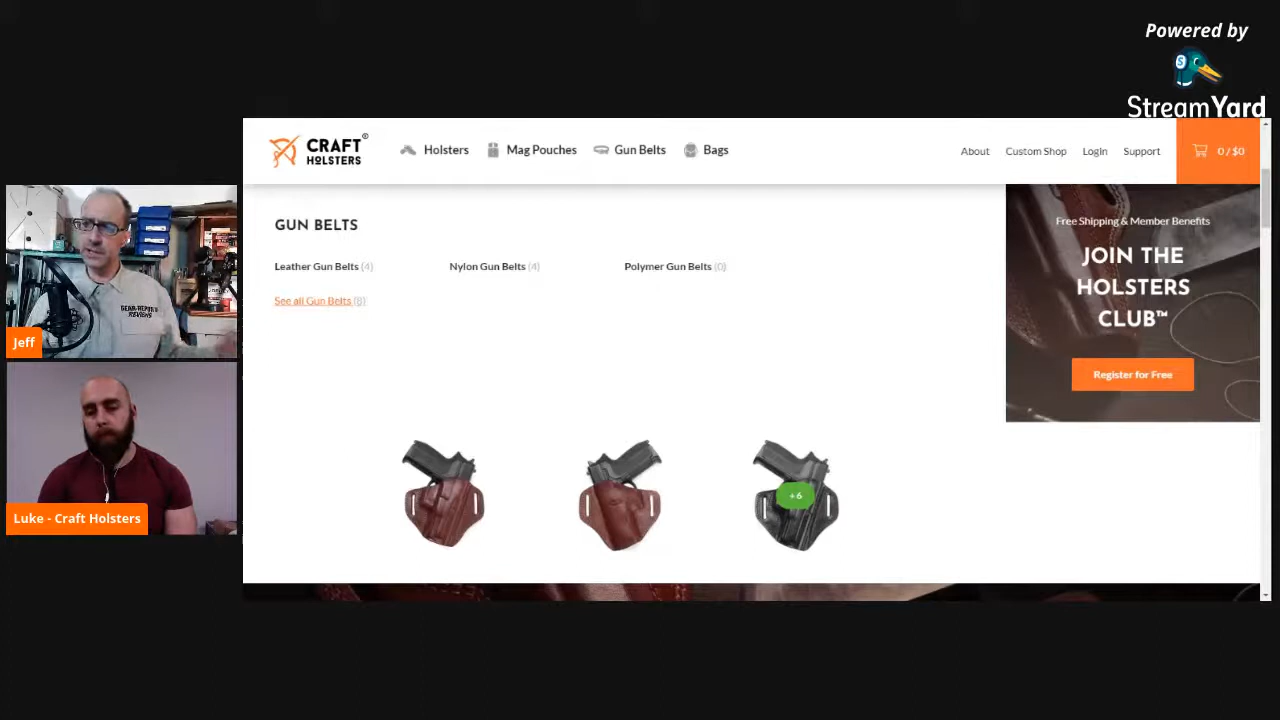 Powered by
StreamYard
CRAFT®
HOLSTERS
Holsters
Mag Pouches
Gun Belts
Bags
About
Custom Shop
Login
Support
0 / $0
GUN BELTS
Leather Gun Belts (4)
Nylon Gun Belts (4)
Polymer Gun Belts (0)
See all Gun Belts (8)
Free Shipping & Member Benefits
JOIN THE
HOLSTERS
CLUB™
Register for Free
+6
Jeff
Luke - Craft Holsters